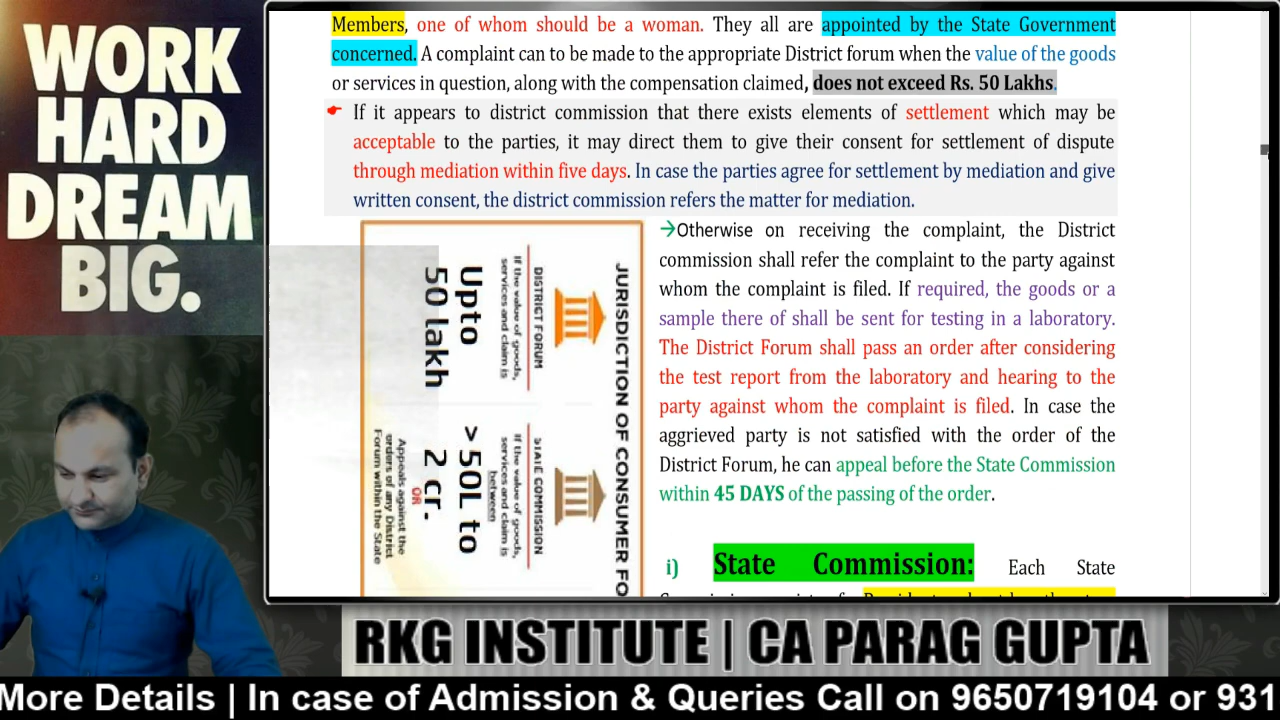 WORK
HARD
DREAM
BIG.
Members, one of whom should be a woman. They all are appointed by the State Government
concerned. A complaint can to be made to the appropriate District forum when the value of the goods
or services in question, along with the compensation claimed, does not exceed Rs. 50 Lakhs.
If it appears to district commission that there exists elements of settlement which may be
acceptable to the parties, it may direct them to give their consent for settlement of dispute
through mediation within five days. In case the parties agree for settlement by mediation and give
written consent, the district commission refers the matter for mediation.
JURISDICTION OF CONSUMER FO
DISTRICT FORUM
If the value of goods,
services and claim is
Upto
50 lakh
STATE COMMISSION
If the value of goods,
services and claim is
between
>50L to
2 cr.
OR
Appeals against the
orders of any District
Forum within the State
→Otherwise on receiving the complaint, the District
commission shall refer the complaint to the party against
whom the complaint is filed. If required, the goods or a
sample there of shall be sent for testing in a laboratory.
The District Forum shall pass an order after considering
the test report from the laboratory and hearing to the
party against whom the complaint is filed. In case the
aggrieved party is not satisfied with the order of the
District Forum, he can appeal before the State Commission
within 45 DAYS of the passing of the order.
i) State Commission: Each State
RKG INSTITUTE | CA PARAG GUPTA
More Details | In case of Admission & Queries Call on 9650719104 or 931